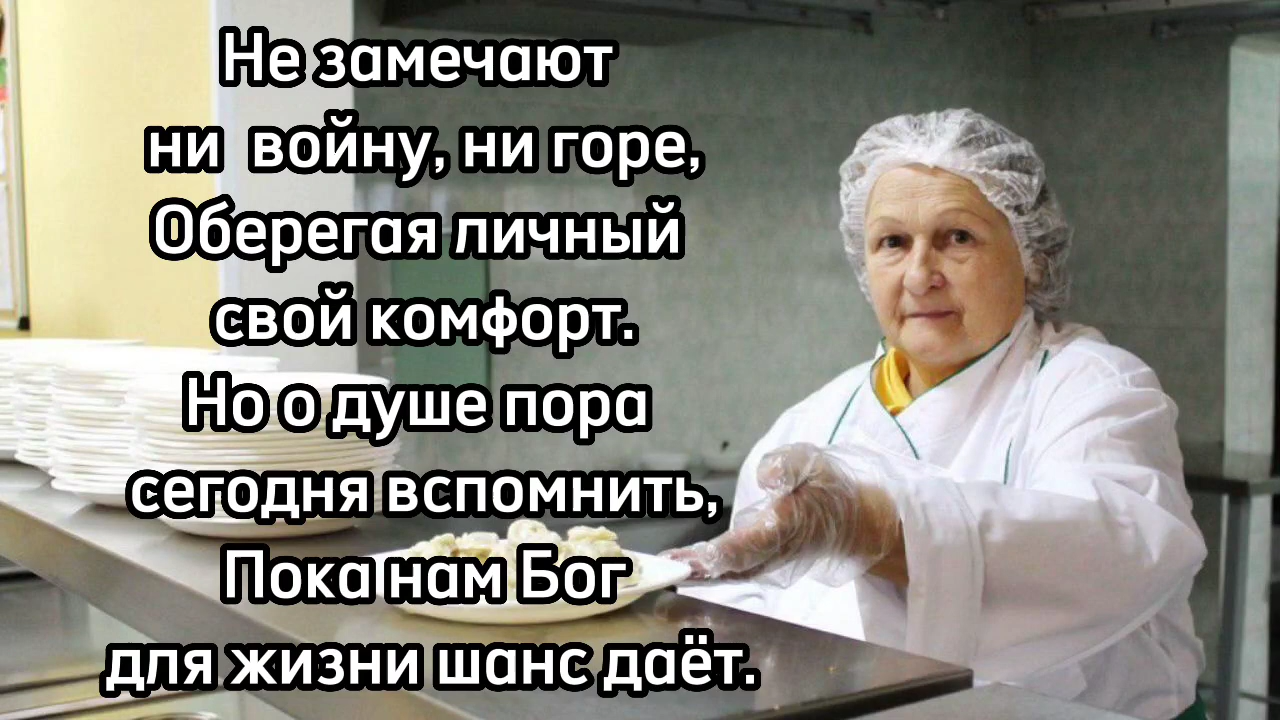 Не замечают
ни войну, ни горе,
Оберегая личный
свой комфорт.
Но о душе пора
сегодня вспомнить,
Пока нам Бог
для жизни шанс даёт.